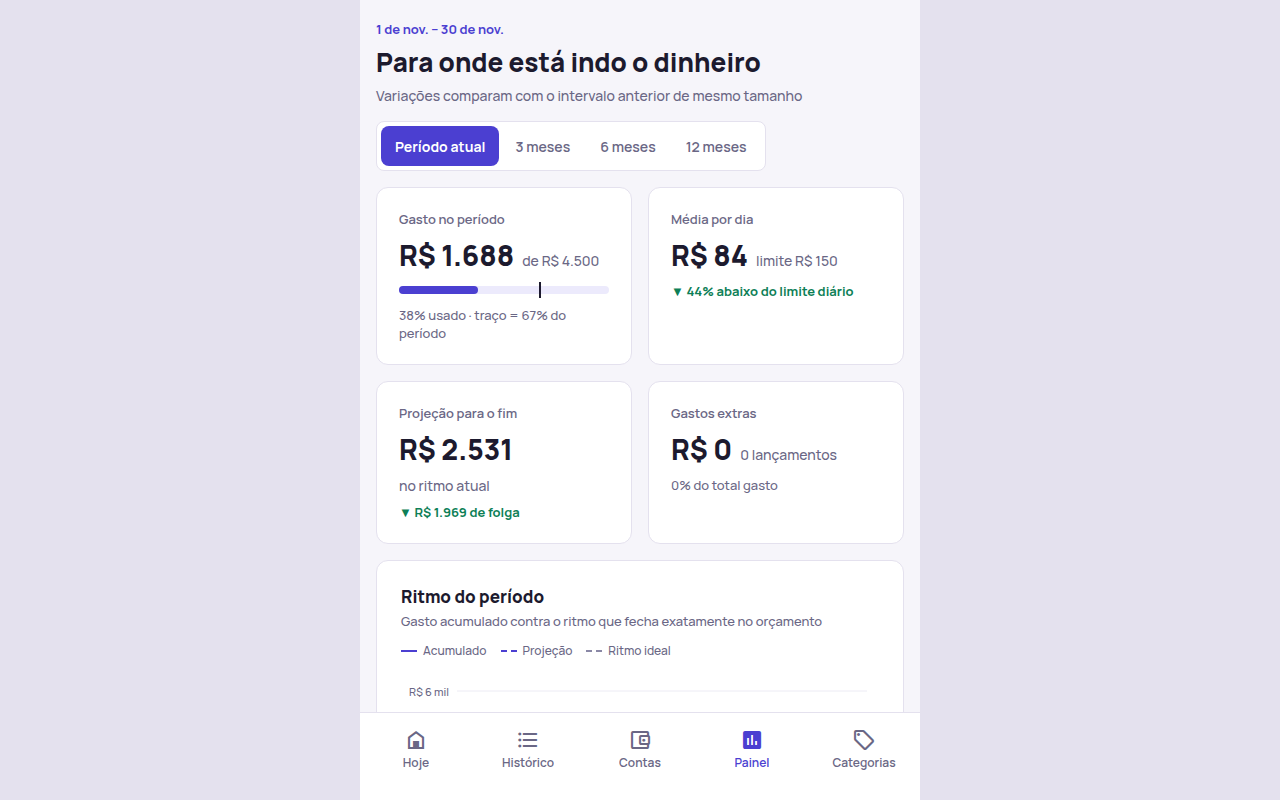 1 de nov. – 30 de nov.
Para onde está indo o dinheiro
Variações comparam com o intervalo anterior de mesmo tamanho
Período atual 3 meses 6 meses 12 meses
Gasto no período
R$ 1.688 de R$ 4.500
38% usado · traço = 67% do
período
Média por dia
R$ 84 limite R$ 150
▼ 44% abaixo do limite diário
Projeção para o fim
R$ 2.531
no ritmo atual
▼ R$ 1.969 de folga
Gastos extras
R$ 0 0 lançamentos
0% do total gasto
Ritmo do período
Gasto acumulado contra o ritmo que fecha exatamente no orçamento
Acumulado Projeção Ritmo ideal
R$ 6 mil
Hoje Histórico Contas Painel Categorias